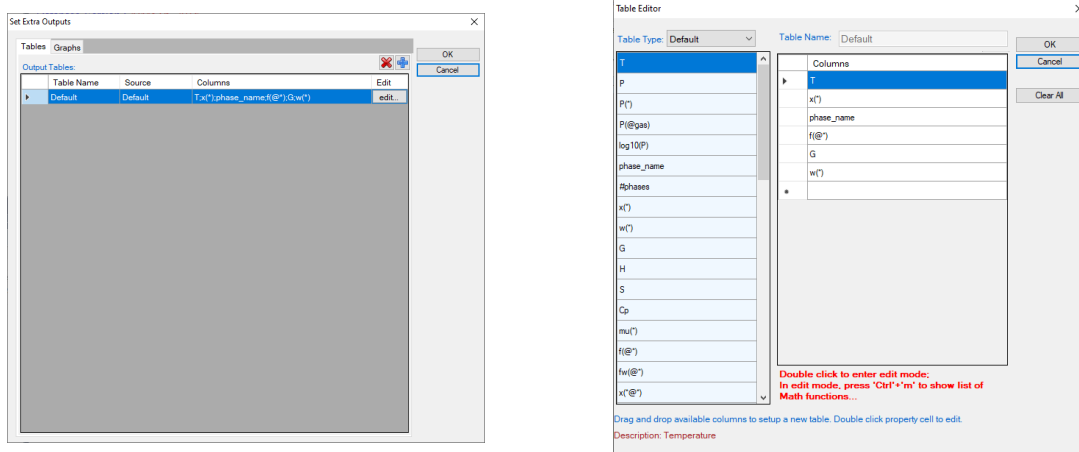 Set Extra Outputs
Tables Graphs
Output Tables:
Table Name Source Columns Edit
Default Default T;x(*);phase_name;f(@*);G;w(*) edit...
OK
Cancel
Table Editor
Table Type: Default
Table Name: Default
T
P
P(*)
P(@gas)
log10(P)
phase_name
#phases
x(*)
w(*)
G
H
S
Cp
mu(*)
f(@*)
fw(@*)
x(*@*)
Columns
T
x(*)
phase_name
f(@*)
G
w(*)
OK
Cancel
Clear All
Double click to enter edit mode;
In edit mode, press 'Ctrl'+'m' to show list of
Math functions...
Drag and drop available columns to setup a new table. Double click property cell to edit.
Description: Temperature